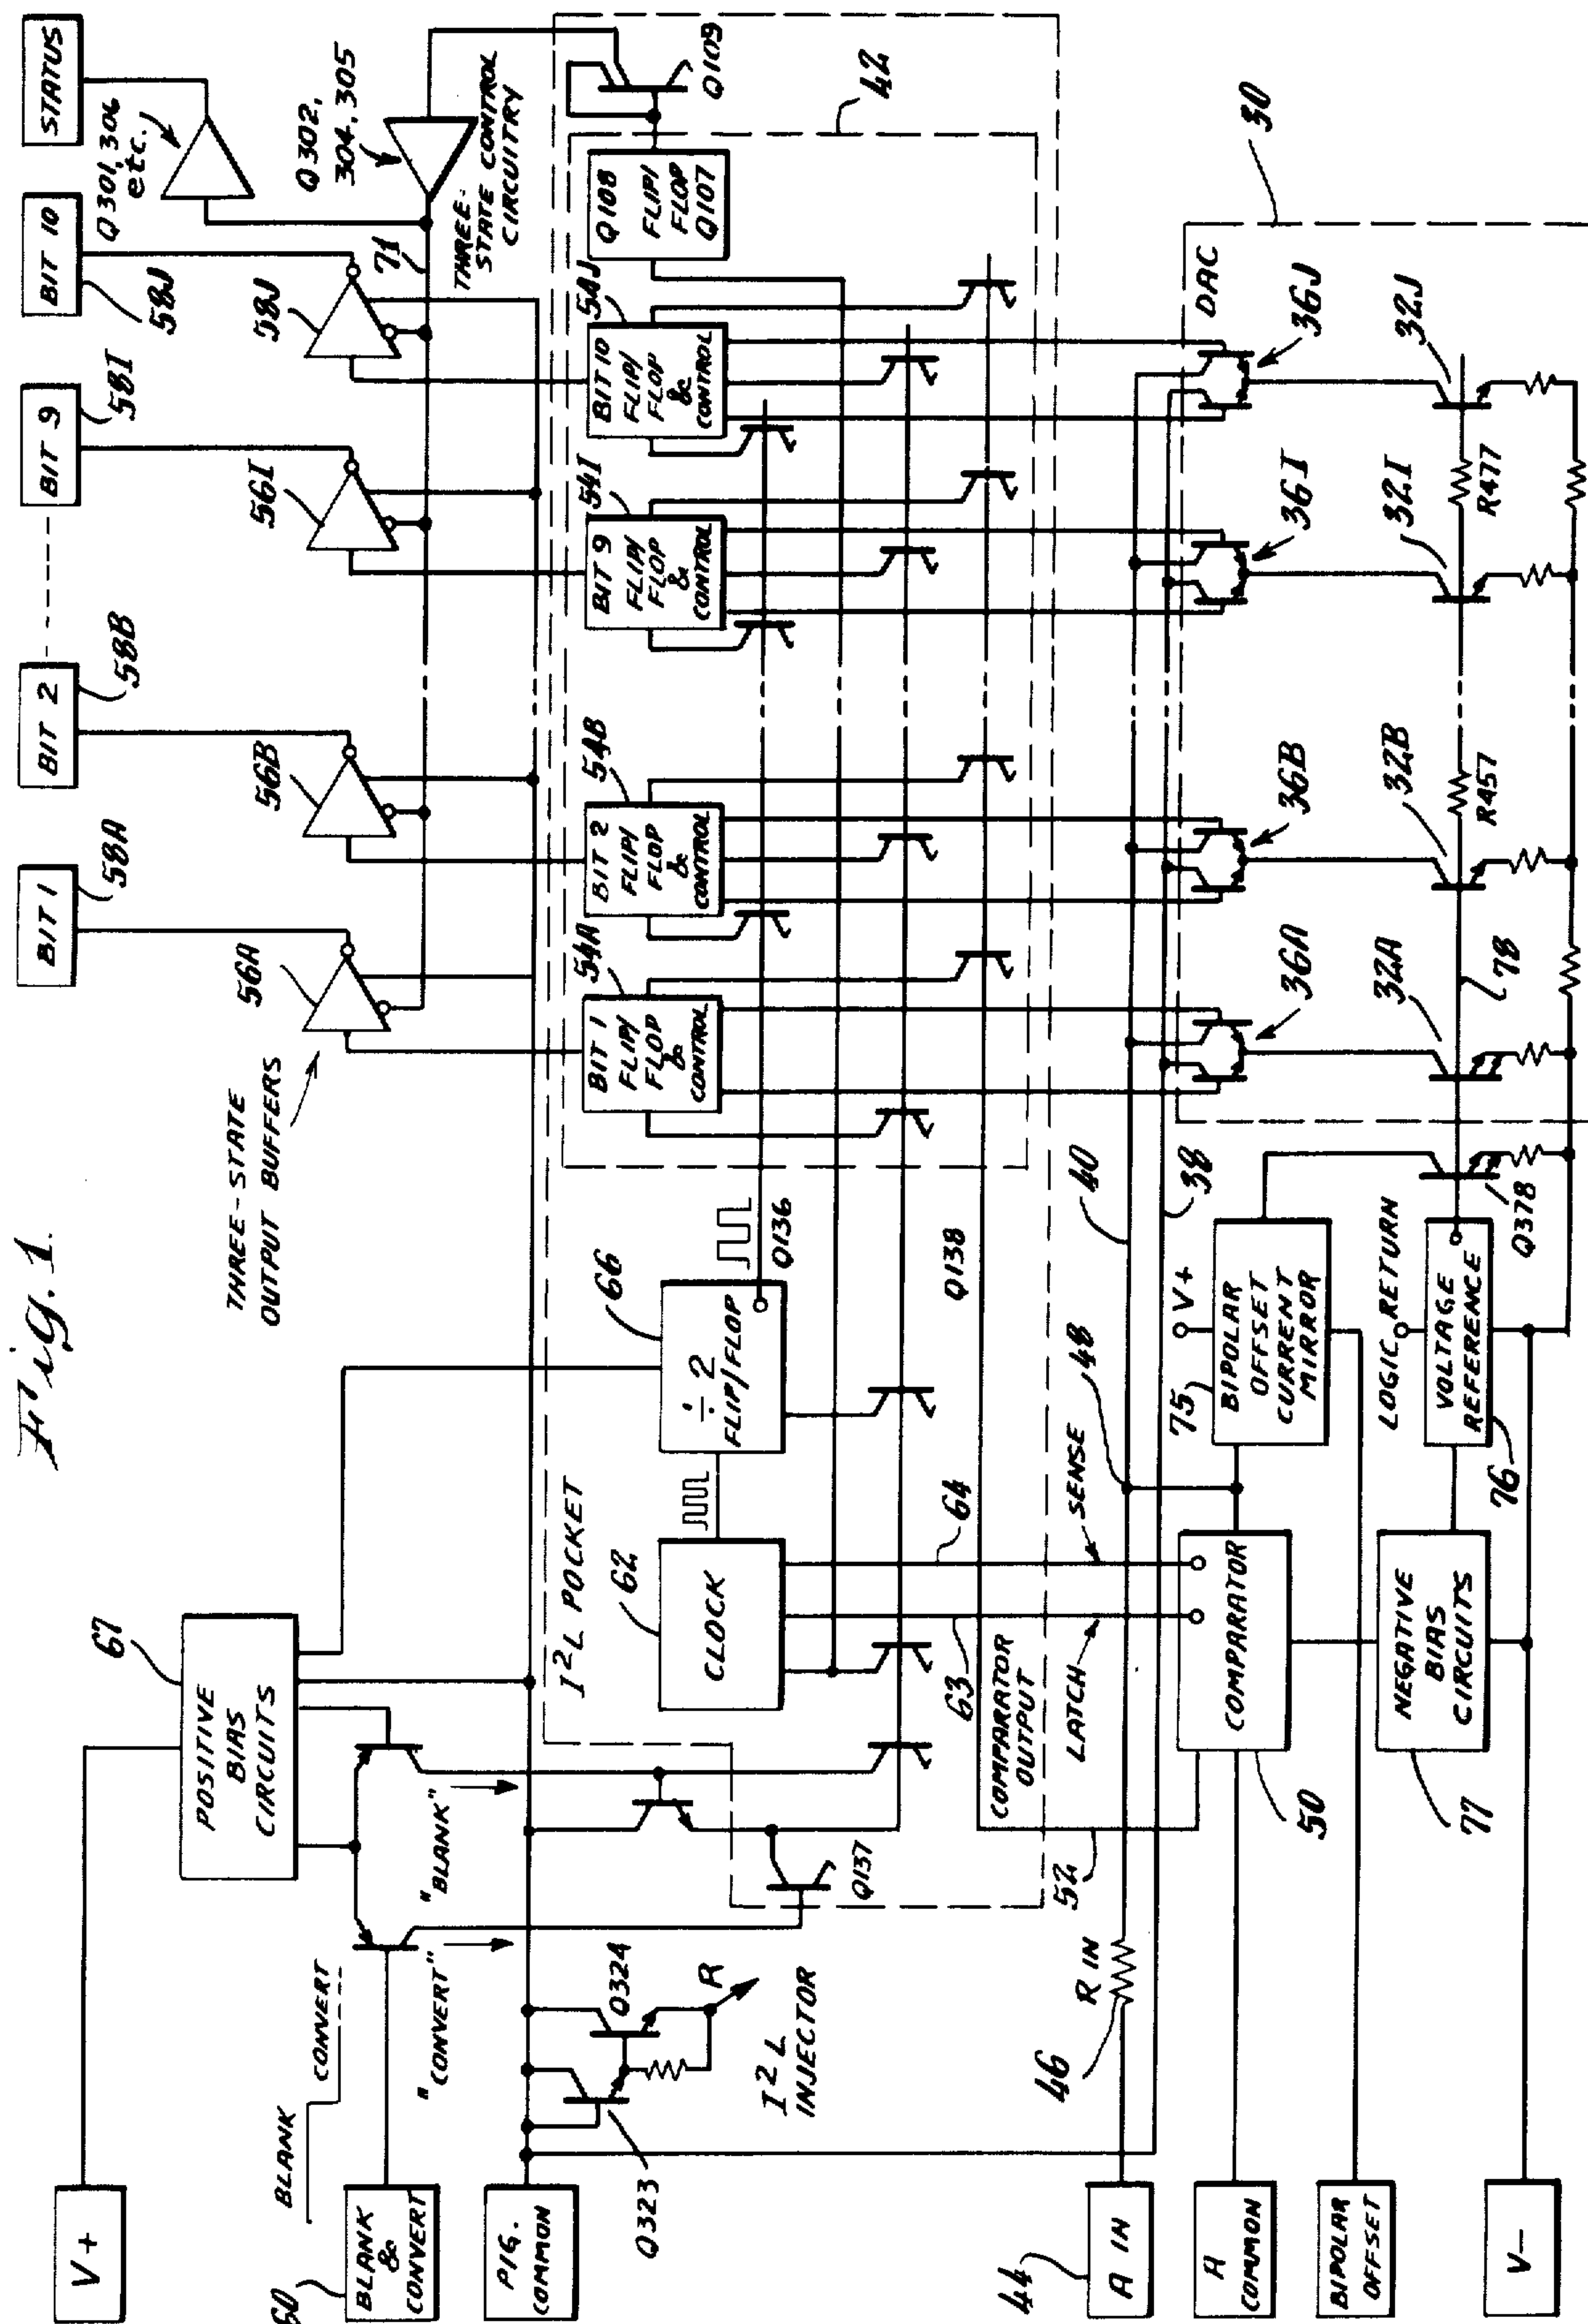 Fig. 1.
V+
60
BLANK
&
CONVERT
PIG.
COMMON
44
A IN
A
COMMON
BIPOLAR
OFFSET
V-
BLANK
CONVERT
"CONVERT"
"BLANK"
67
POSITIVE
BIAS
CIRCUITS
Q323
Q324
R
I²L
INJECTOR
Q137
I²L POCKET
62
CLOCK
66
÷ 2
FLIP/FLOP
Q136
Q138
63
64
COMPARATOR
OUTPUT
LATCH
SENSE
52
46
R IN
48
40
38
COMPARATOR
50
75
BIPOLAR
OFFSET
CURRENT
MIRROR
V+
LOGIC RETURN
VOLTAGE
REFERENCE
76
NEGATIVE
BIAS
CIRCUITS
77
Q378
THREE-STATE
OUTPUT BUFFERS
BIT 1
58A
BIT 2
58B
BIT 9
58I
BIT 10
58J
STATUS
Q301, 306
etc.
56A
56B
56I
58J
71
Q302,
304, 305
THREE-
STATE CONTROL
CIRCUITRY
54A
BIT 1
FLIP/
FLOP
&
CONTROL
54B
BIT 2
FLIP/
FLOP
&
CONTROL
54I
BIT 9
FLIP/
FLOP
&
CONTROL
54J
BIT 10
FLIP/
FLOP
&
CONTROL
Q108
FLIP/
FLOP
Q107
Q109
42
30
DAC
36A
36B
36I
36J
32A
32B
32I
32J
78
R457
R477